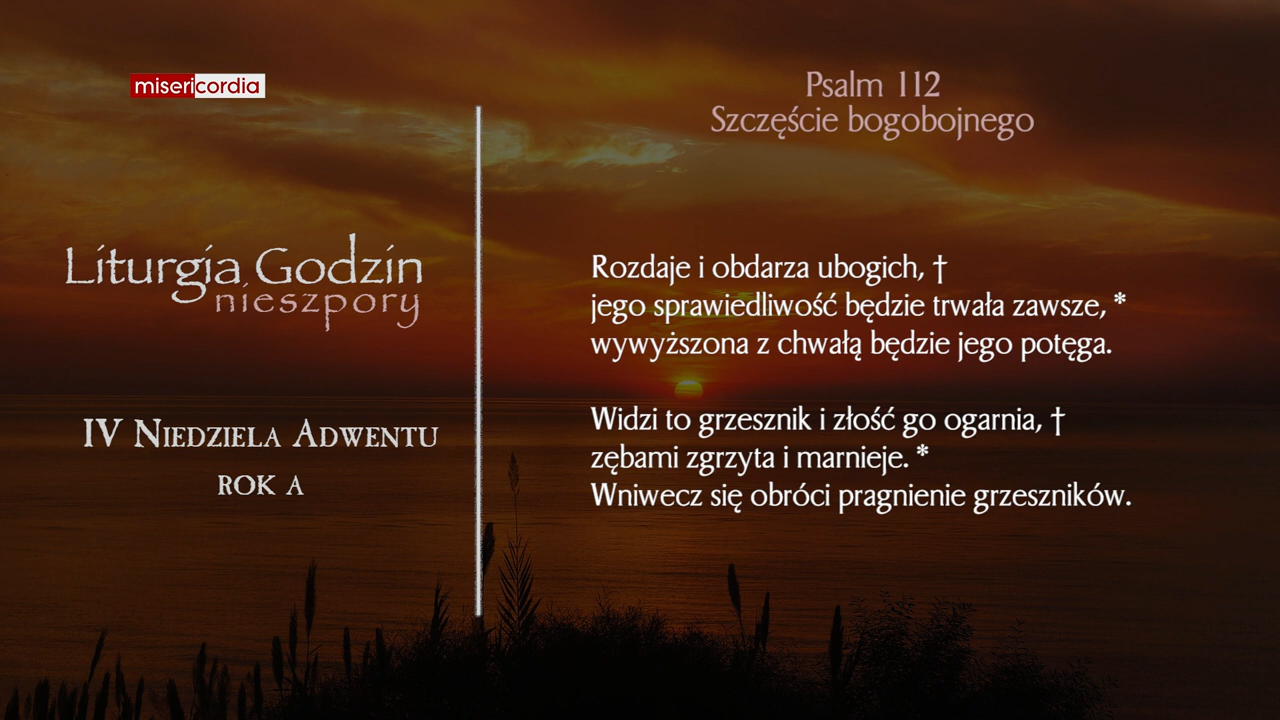 misericordia
Liturgia Godzin
nieszpory
IV Niedziela Adwentu
rok a
Psalm 112
Szczęście bogobojnego
Rozdaje i obdarza ubogich, †
jego sprawiedliwość będzie trwała zawsze, *
wywyższona z chwałą będzie jego potęga.
Widzi to grzesznik i złość go ogarnia, †
zębami zgrzyta i marnieje. *
Wniwecz się obróci pragnienie grzeszników.